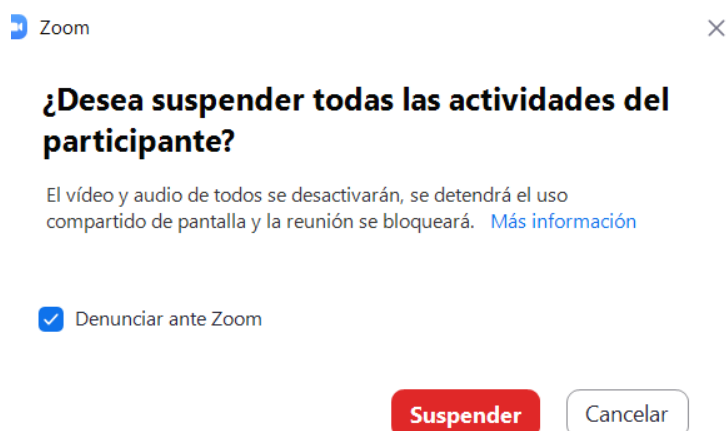 Zoom
¿Desea suspender todas las actividades del
participante?
El vídeo y audio de todos se desactivarán, se detendrá el uso
compartido de pantalla y la reunión se bloqueará. Más información
Denunciar ante Zoom
Suspender Cancelar